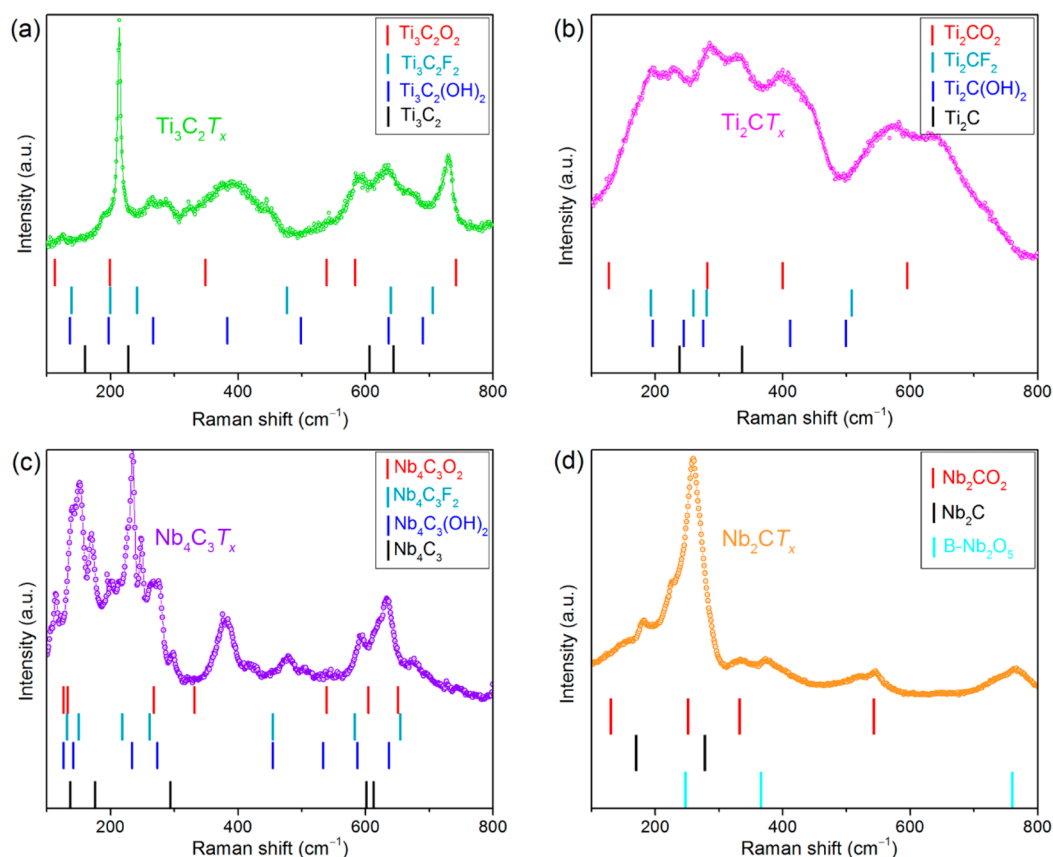 (a)
Ti₃C₂O₂
Ti₃C₂F₂
Ti₃C₂(OH)₂
Ti₃C₂
Ti₃C₂Tₓ
Intensity (a.u.)
200 400 600 800
Raman shift (cm⁻¹)
(b)
Ti₂CO₂
Ti₂CF₂
Ti₂C(OH)₂
Ti₂C
Ti₂CTₓ
Intensity (a.u.)
200 400 600 800
Raman shift (cm⁻¹)
(c)
Nb₄C₃O₂
Nb₄C₃F₂
Nb₄C₃(OH)₂
Nb₄C₃
Nb₄C₃Tₓ
Intensity (a.u.)
200 400 600 800
Raman shift (cm⁻¹)
(d)
Nb₂CO₂
Nb₂C
B-Nb₂O₅
Nb₂CTₓ
Intensity (a.u.)
200 400 600 800
Raman shift (cm⁻¹)